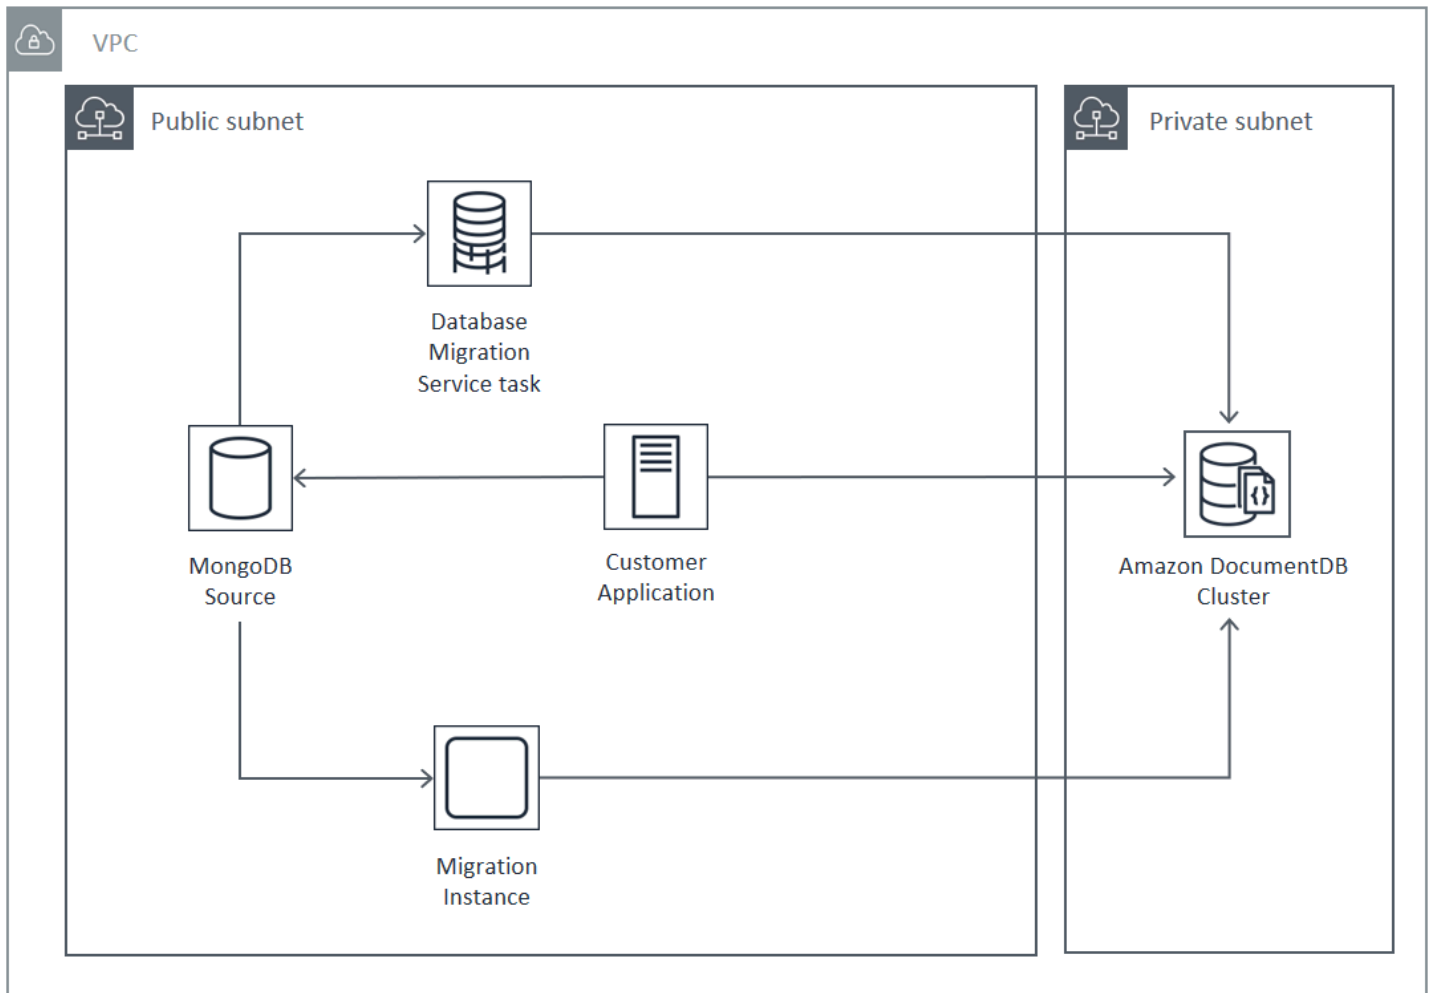 VPC
Public subnet
Private subnet
Database
Migration
Service task
MongoDB
Source
Customer
Application
Amazon DocumentDB
Cluster
Migration
Instance